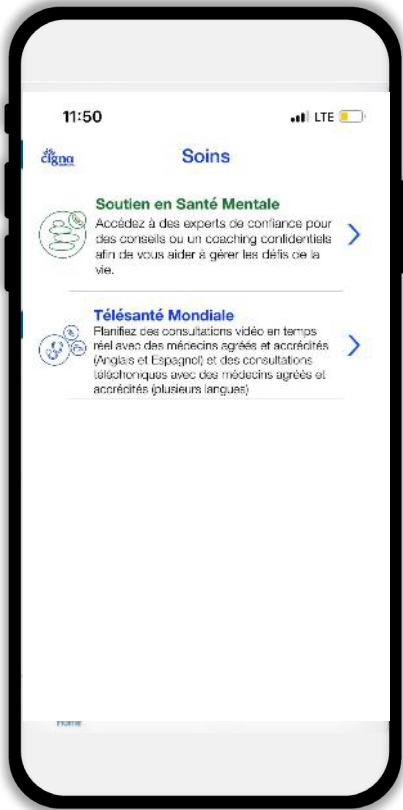 11:50
LTE
cigna
Soins
Soutien en Santé Mentale
Accédez à des experts de confiance pour
des conseils ou un coaching confidentiels
afin de vous aider à gérer les défis de la
vie.
Télésanté Mondiale
Planifiez des consultations vidéo en temps
réel avec des médecins agréés et accrédités
(Anglais et Espagnol) et des consultations
téléphoniques avec des médecins agréés et
accrédités (plusieurs langues)
Home